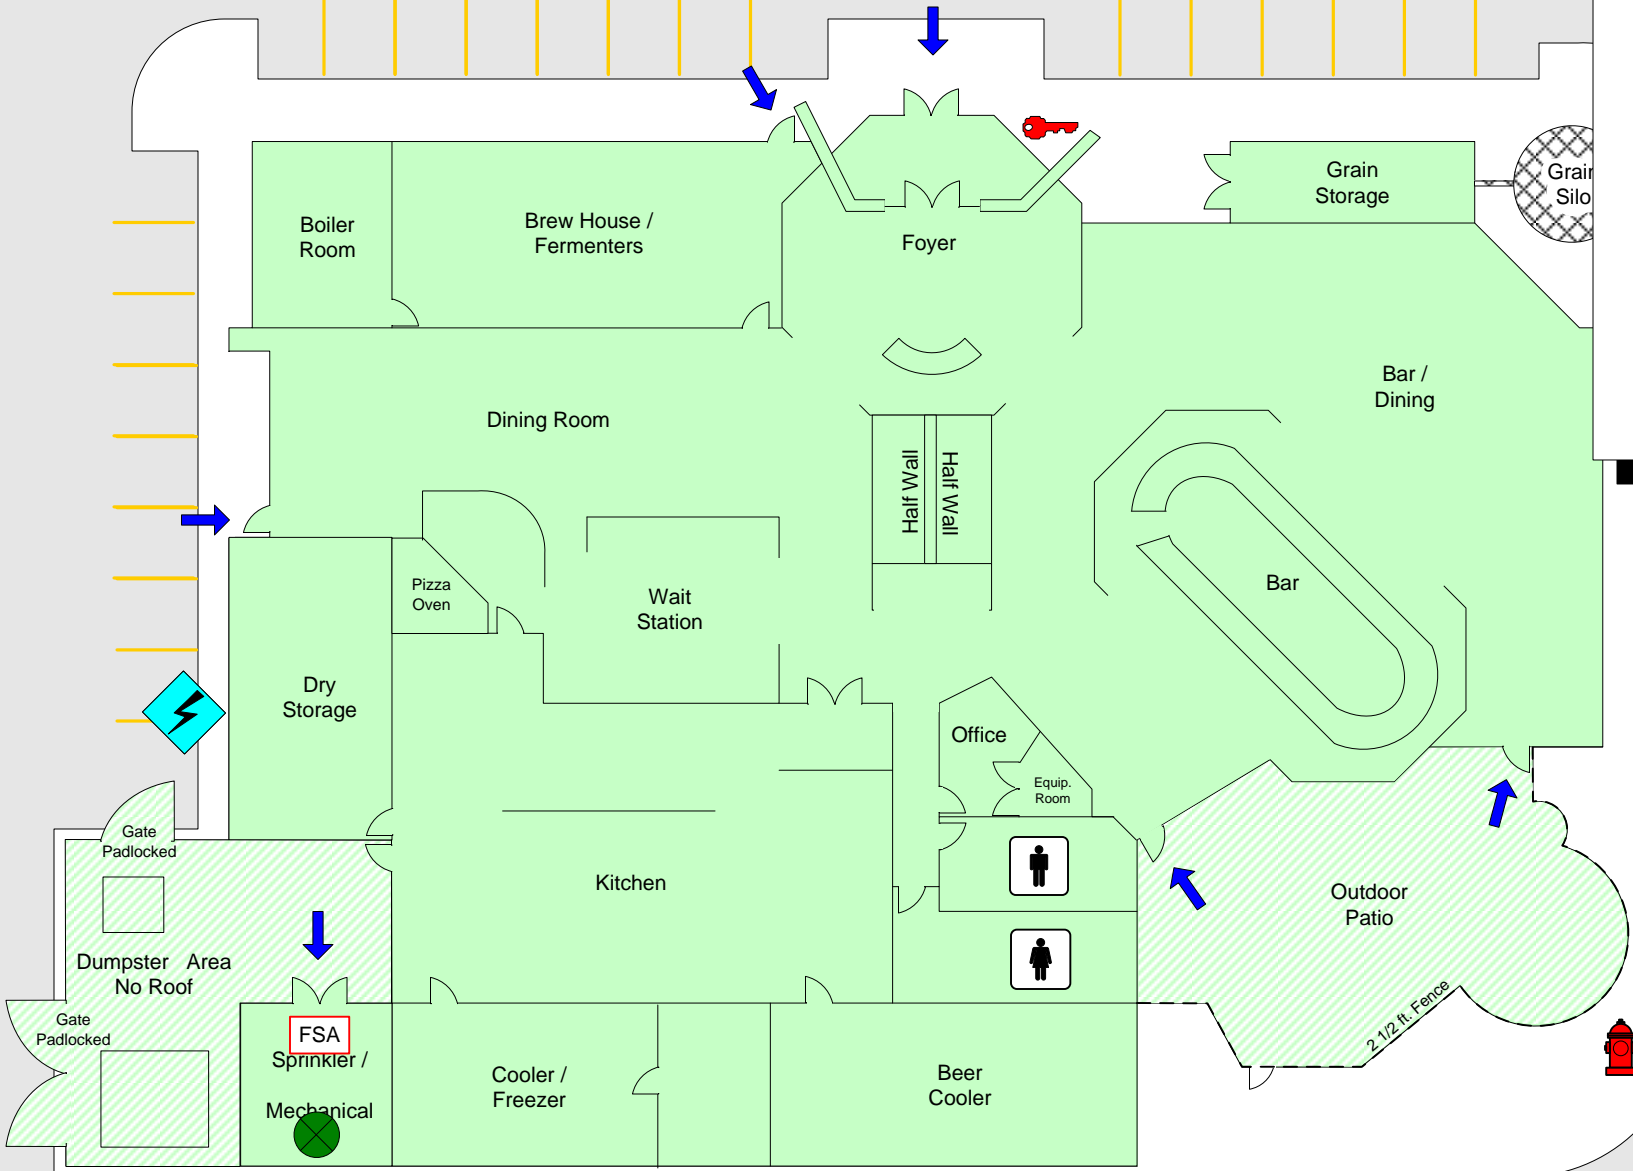 Boiler
Room
Brew House /
Fermenters
Foyer
Grain
Storage
Grain
Silo
Dining Room
Half Wall
Half Wall
Bar /
Dining
Bar
Pizza
Oven
Wait
Station
Dry
Storage
Office
Equip.
Room
Gate
Padlocked
Kitchen
Outdoor
Patio
Dumpster Area
No Roof
Gate
Padlocked
2 1/2 ft. Fence
FSA
Sprinkler /
Mechanical
Cooler /
Freezer
Beer
Cooler